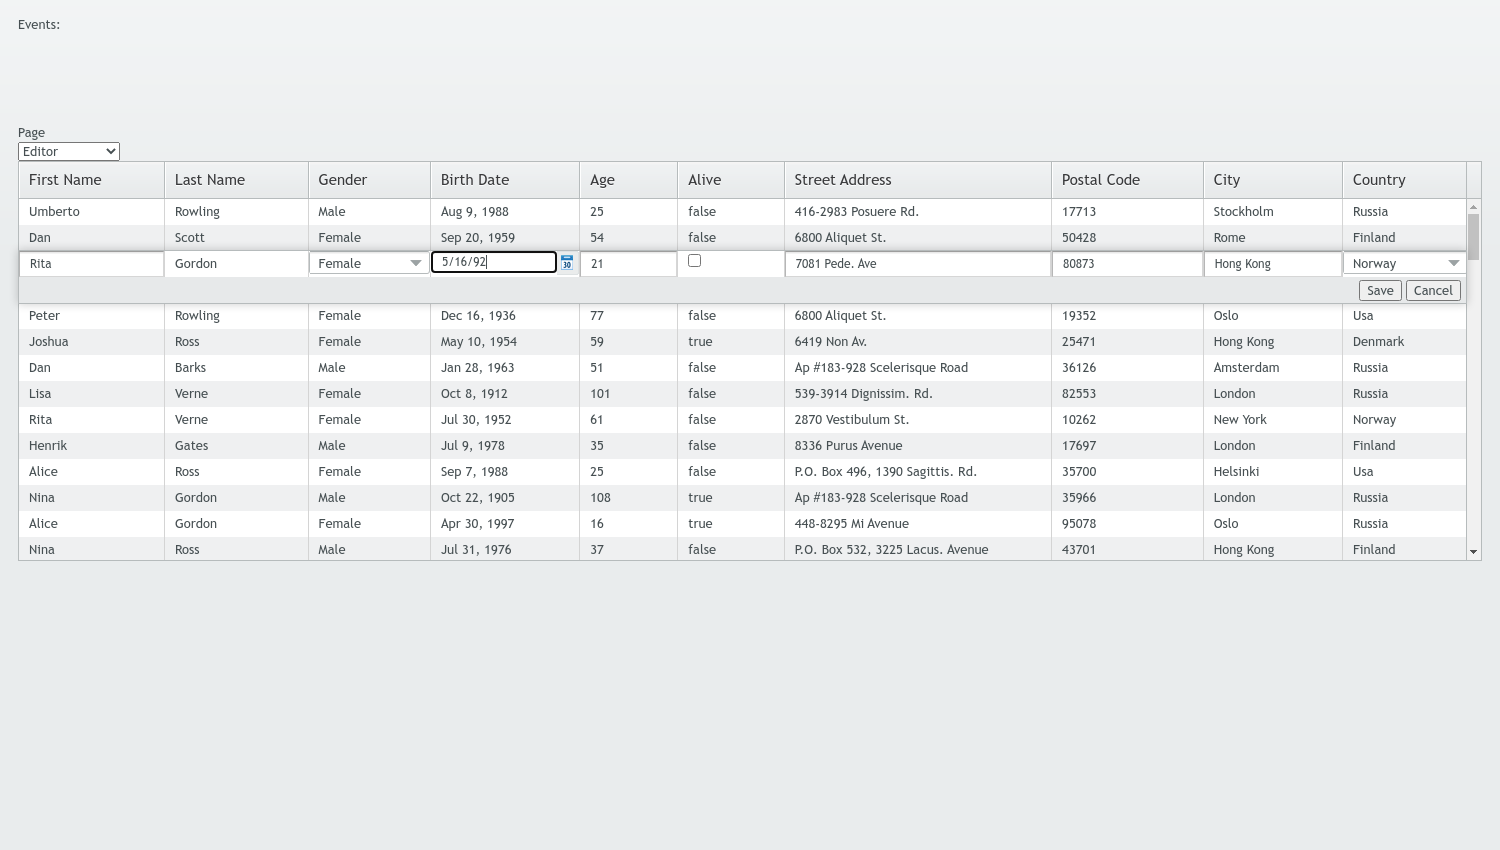 Events:
Page
Editor
First Name Last Name Gender Birth Date Age Alive Street Address Postal Code City Country
Umberto Rowling Male Aug 9, 1988 25 false 416-2983 Posuere Rd. 17713 Stockholm Russia
Dan Scott Female Sep 20, 1959 54 false 6800 Aliquet St. 50428 Rome Finland
Rita Gordon Female 5/16/92 30 21 7081 Pede. Ave 80873 Hong Kong Norway
Save Cancel
Peter Rowling Female Dec 16, 1936 77 false 6800 Aliquet St. 19352 Oslo Usa
Joshua Ross Female May 10, 1954 59 true 6419 Non Av. 25471 Hong Kong Denmark
Dan Barks Male Jan 28, 1963 51 false Ap #183-928 Scelerisque Road 36126 Amsterdam Russia
Lisa Verne Female Oct 8, 1912 101 false 539-3914 Dignissim. Rd. 82553 London Russia
Rita Verne Female Jul 30, 1952 61 false 2870 Vestibulum St. 10262 New York Norway
Henrik Gates Male Jul 9, 1978 35 false 8336 Purus Avenue 17697 London Finland
Alice Ross Female Sep 7, 1988 25 false P.O. Box 496, 1390 Sagittis. Rd. 35700 Helsinki Usa
Nina Gordon Male Oct 22, 1905 108 true Ap #183-928 Scelerisque Road 35966 London Russia
Alice Gordon Female Apr 30, 1997 16 true 448-8295 Mi Avenue 95078 Oslo Russia
Nina Ross Male Jul 31, 1976 37 false P.O. Box 532, 3225 Lacus. Avenue 43701 Hong Kong Finland